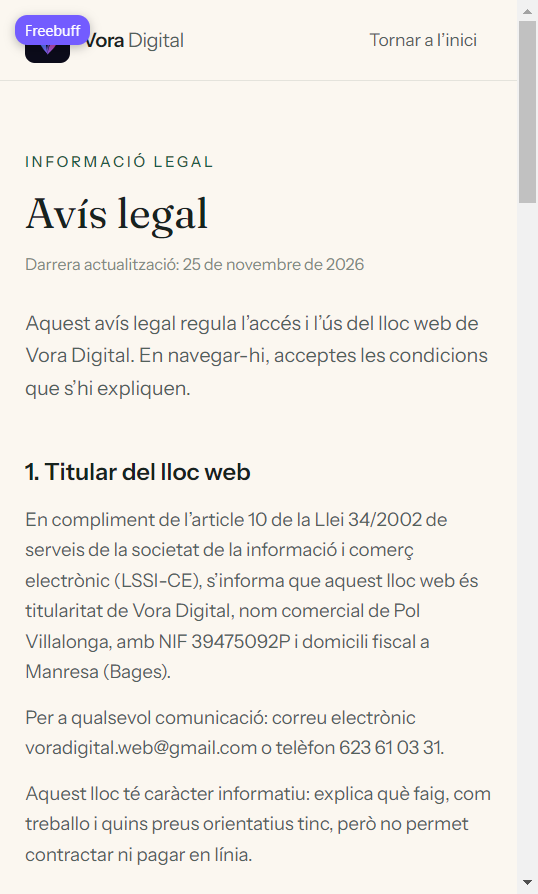 Freebuff
Vora Digital
Tornar a l’inici
INFORMACIÓ LEGAL
Avís legal
Darrera actualització: 25 de novembre de 2026
Aquest avís legal regula l’accés i l’ús del lloc web de
Vora Digital. En navegar-hi, acceptes les condicions
que s’hi expliquen.
1. Titular del lloc web
En compliment de l’article 10 de la Llei 34/2002 de
serveis de la societat de la informació i comerç
electrònic (LSSI-CE), s’informa que aquest lloc web és
titularitat de Vora Digital, nom comercial de Pol
Villalonga, amb NIF 39475092P i domicili fiscal a
Manresa (Bages).
Per a qualsevol comunicació: correu electrònic
voradigital.web@gmail.com o telèfon 623 61 03 31.
Aquest lloc té caràcter informatiu: explica què faig, com
treballo i quins preus orientatius tinc, però no permet
contractar ni pagar en línia.